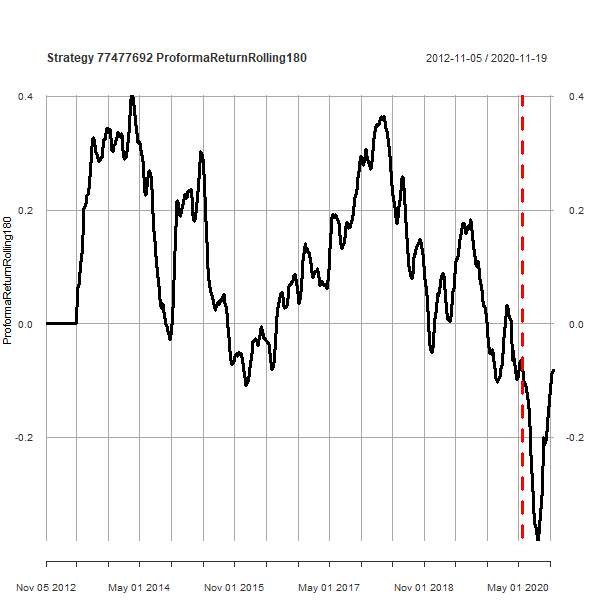 Strategy 77477692 ProformaReturnRolling180 2012-11-05 / 2020-11-19
0.4 0.4
0.2 0.2
0.0 0.0
-0.2 -0.2
ProformaReturnRolling180
Nov 05 2012 May 01 2014 Nov 01 2015 May 01 2017 Nov 01 2018 May 01 2020